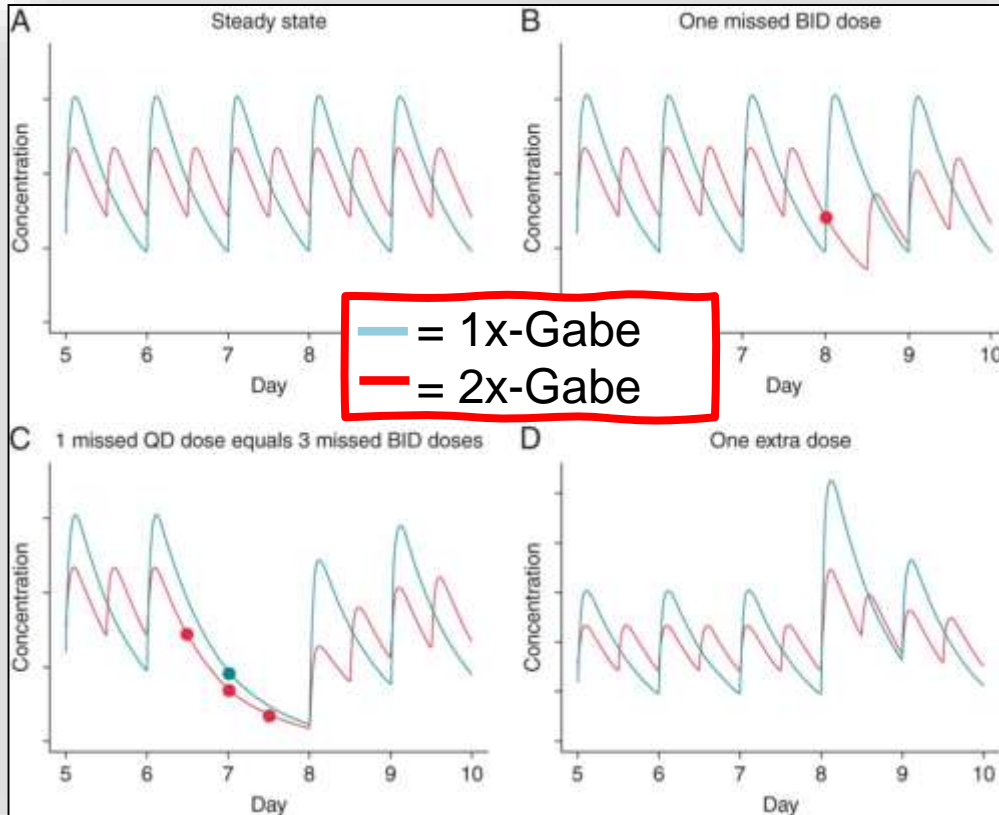 A Steady state
Concentration
5 6 7 8
Day
B One missed BID dose
Concentration
7 8 9 10
Day
= 1x-Gabe
= 2x-Gabe
C 1 missed QD dose equals 3 missed BID doses
Concentration
5 6 7 8 9 10
Day
D One extra dose
Concentration
5 6 7 8 9 10
Day